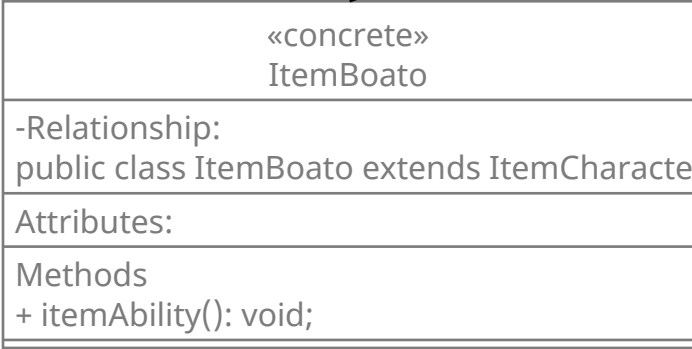 «concrete»
ItemBoato
-Relationship:
public class ItemBoato extends ItemCharacte
Attributes:
Methods
+ itemAbility(): void;